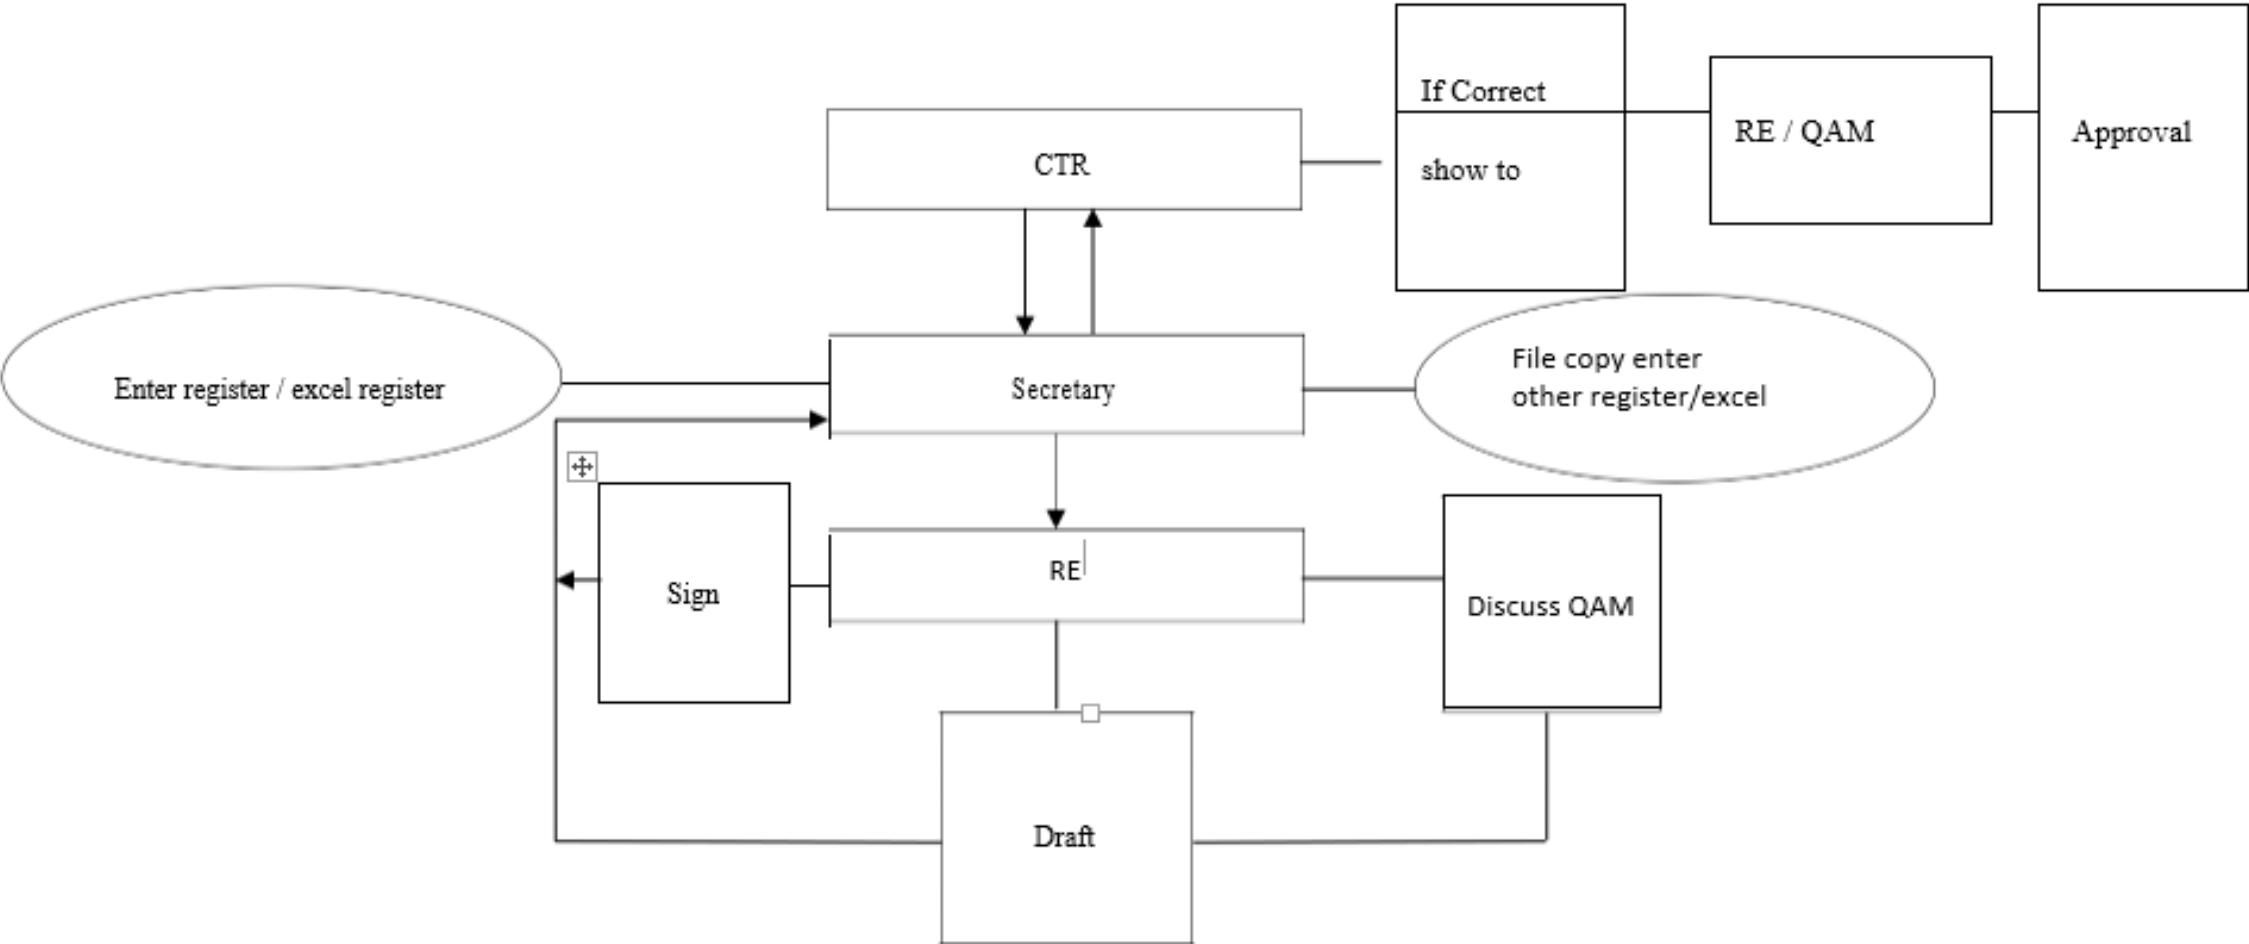 If Correct
show to
RE / QAM
Approval
CTR
Enter register / excel register
Secretary
File copy enter
other register/excel
Sign
RE
Discuss QAM
Draft